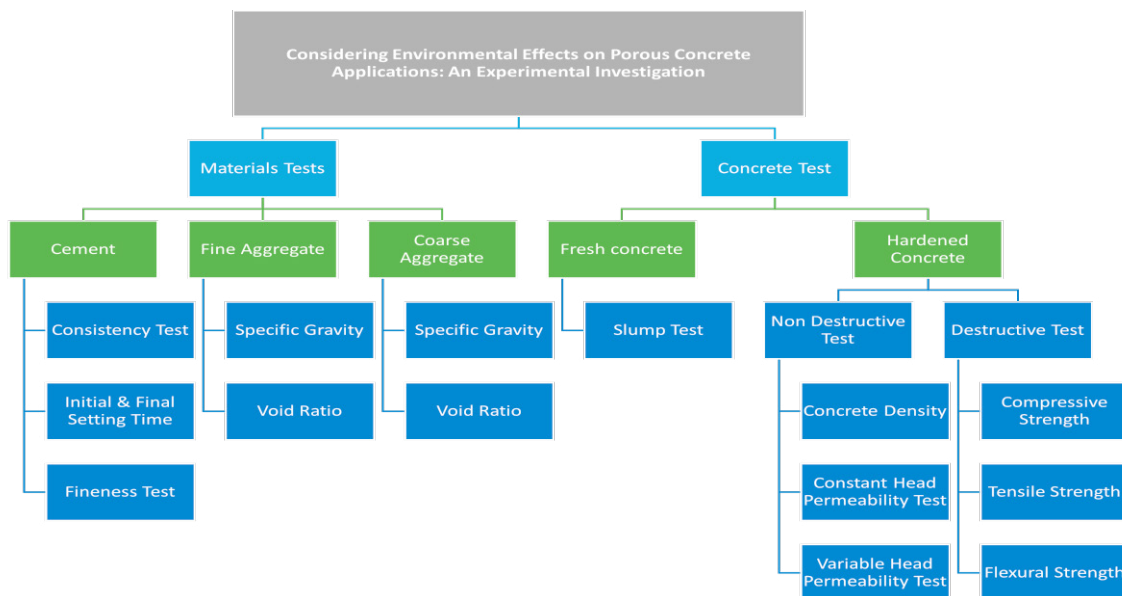 Considering Environmental Effects on Porous Concrete
Applications: An Experimental Investigation
Materials Tests
Concrete Test
Cement
Fine Aggregate
Coarse
Aggregate
Fresh concrete
Hardened
Concrete
Consistency Test
Specific Gravity
Specific Gravity
Slump Test
Non Destructive
Test
Destructive Test
Initial & Final
Setting Time
Void Ratio
Void Ratio
Concrete Density
Compressive
Strength
Fineness Test
Constant Head
Permeability Test
Tensile Strength
Variable Head
Permeability Test
Flexural Strength